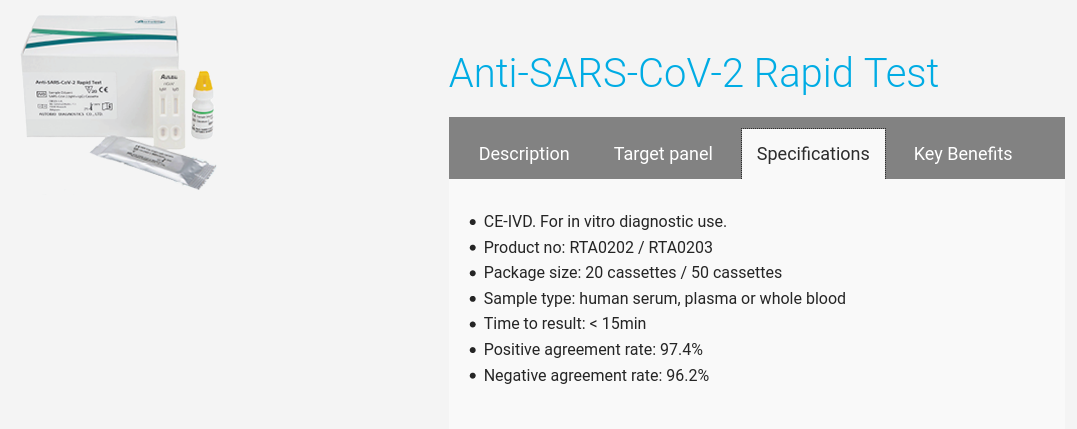 Anti-SARS-CoV-2 Rapid Test
Anti-SARS-CoV-2 Rapid Test
Description
Target panel
Specifications
Key Benefits
CE-IVD. For in vitro diagnostic use.
Product no: RTA0202 / RTA0203
Package size: 20 cassettes / 50 cassettes
Sample type: human serum, plasma or whole blood
Time to result: < 15min
Positive agreement rate: 97.4%
Negative agreement rate: 96.2%